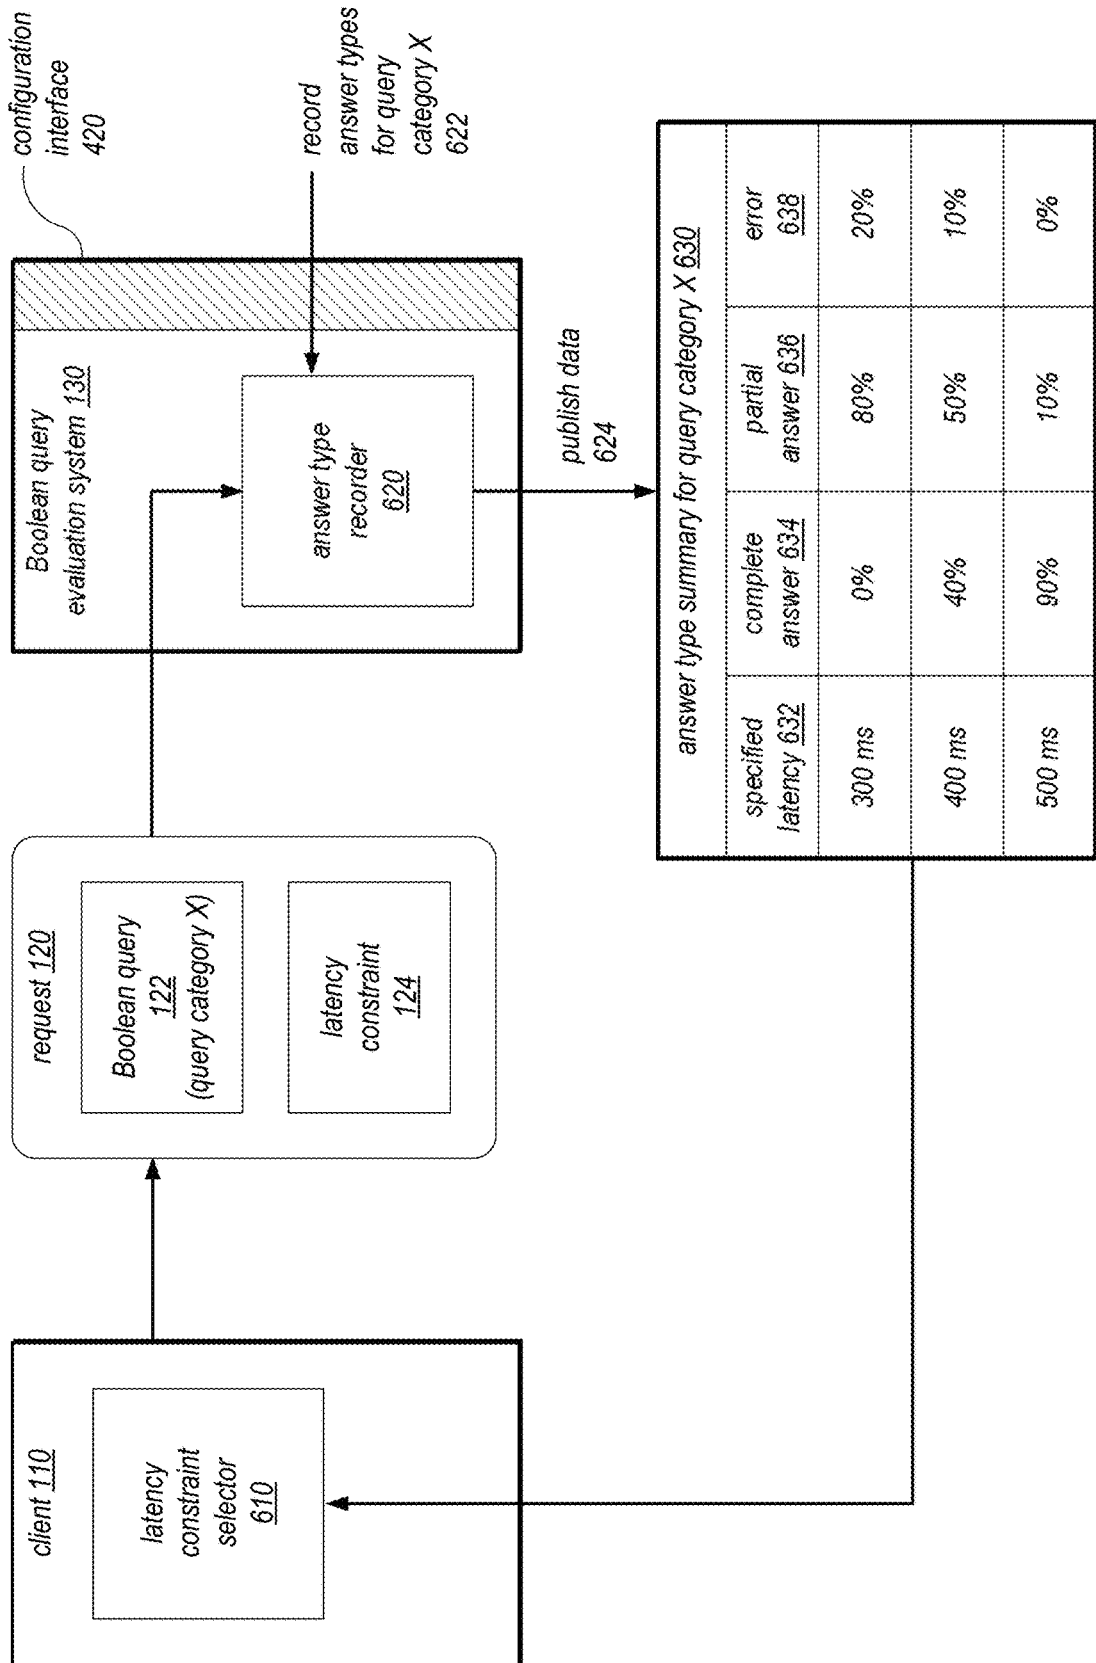 client 110
latency
constraint
selector
610
request 120
Boolean query
122
(query category X)
latency
constraint
124
Boolean query
evaluation system 130
answer type
recorder
620
configuration
interface
420
record
answer types
for query
category X
622
publish data
624
answer type summary for query category X 630
specified
latency 632
complete
answer 634
partial
answer 636
error
638
300 ms
0%
80%
20%
400 ms
40%
50%
10%
500 ms
90%
10%
0%